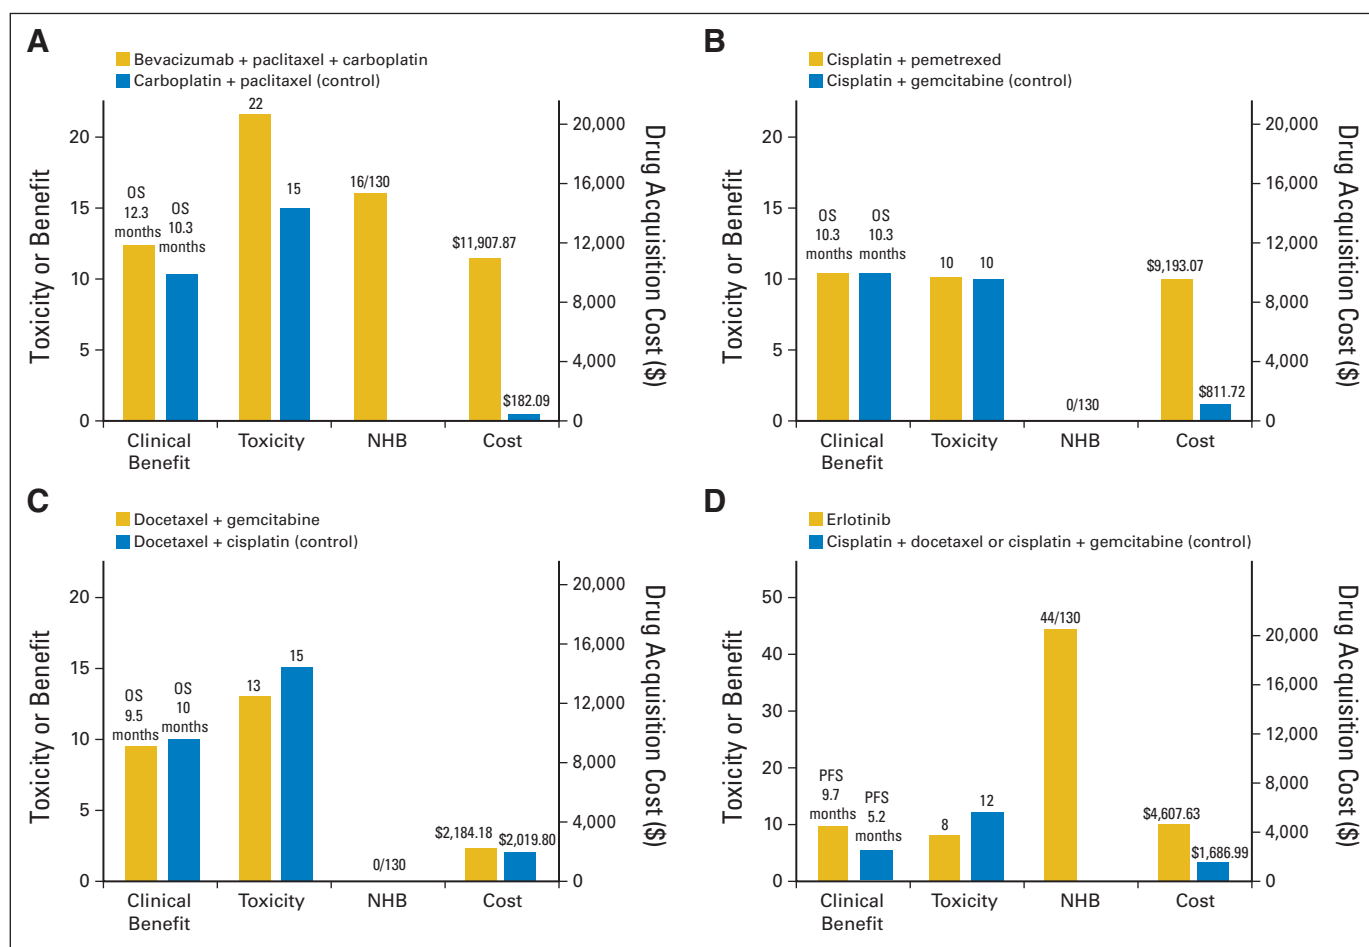 A
Bevacizumab + paclitaxel + carboplatin
Carboplatin + paclitaxel (control)
Toxicity or Benefit
20
15
10
5
0
OS
12.3
months
OS
10.3
months
22
15
16/130
$11,907.87
$182.09
20,000
16,000
12,000
8,000
4,000
0
Drug Acquisition Cost ($)
Clinical
Benefit
Toxicity
NHB
Cost
B
Cisplatin + pemetrexed
Cisplatin + gemcitabine (control)
Toxicity or Benefit
20
15
10
5
0
OS
10.3
months
OS
10.3
months
10
10
0/130
$9,193.07
$811.72
20,000
16,000
12,000
8,000
4,000
0
Drug Acquisition Cost ($)
Clinical
Benefit
Toxicity
NHB
Cost
C
Docetaxel + gemcitabine
Docetaxel + cisplatin (control)
Toxicity or Benefit
20
15
10
5
0
OS
9.5
months
OS
10
months
13
15
0/130
$2,184.18
$2,019.80
20,000
16,000
12,000
8,000
4,000
0
Drug Acquisition Cost ($)
Clinical
Benefit
Toxicity
NHB
Cost
D
Erlotinib
Cisplatin + docetaxel or cisplatin + gemcitabine (control)
Toxicity or Benefit
50
40
30
20
10
0
PFS
9.7
months
PFS
5.2
months
8
12
44/130
$4,607.63
$1,686.99
20,000
16,000
12,000
8,000
4,000
0
Drug Acquisition Cost ($)
Clinical
Benefit
Toxicity
NHB
Cost